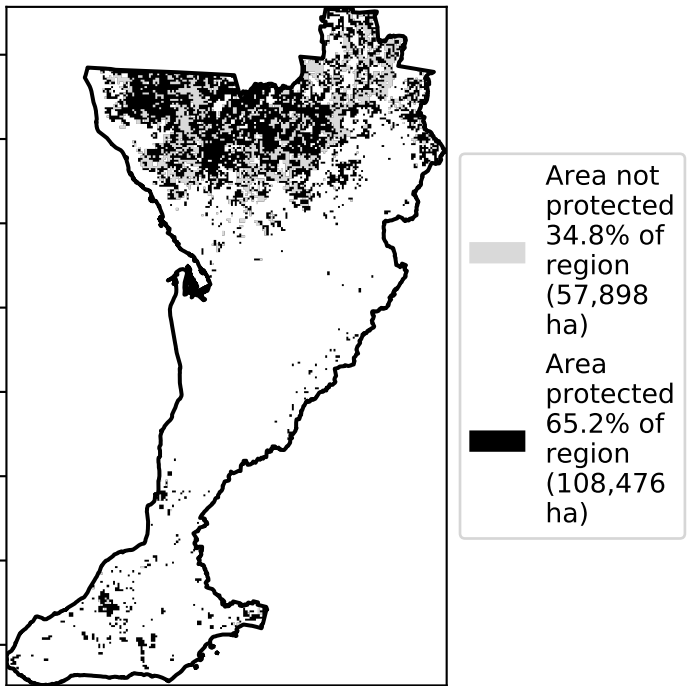 Area not
protected
34.8% of
region
(57,898
ha)
Area
protected
65.2% of
region
(108,476
ha)